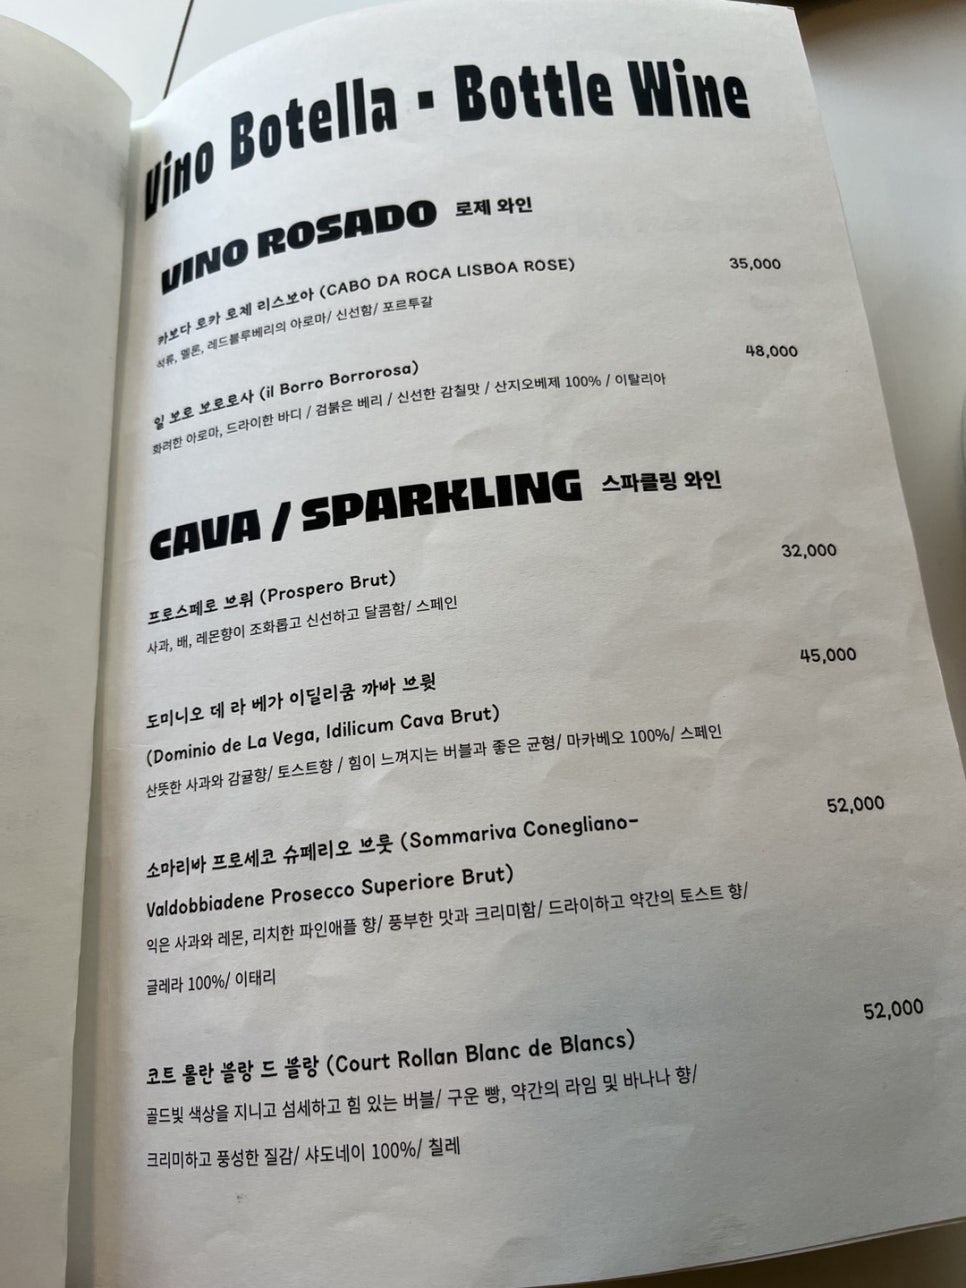 Vino Botella - Bottle Wine
VINO ROSADO 로제 와인
카보다 로카 로제 리스보아 (CABO DA ROCA LISBOA ROSE) 35,000
석류, 멜론, 레드블루베리의 아로마/ 신선함/ 포르투갈
일 보로 보로로사 (il Borro Borrorosa) 48,000
화려한 아로마, 드라이한 바디 / 검붉은 베리 / 신선한 감칠맛 / 산지오베제 100% / 이탈리아
CAVA / SPARKLING 스파클링 와인
프로스페로 브뤼 (Prospero Brut) 32,000
사과, 배, 레몬향이 조화롭고 신선하고 달콤함/ 스페인
도미니오 데 라 베가 이딜리쿰 까바 브륏 45,000
(Dominio de La Vega, Idilicum Cava Brut)
산뜻한 사과와 감귤향/ 토스트향 / 힘이 느껴지는 버블과 좋은 균형/ 마카베오 100%/ 스페인
소마리바 프로세코 슈페리오 브룻 (Sommariva Conegliano- 52,000
Valdobbiadene Prosecco Superiore Brut)
익은 사과와 레몬, 리치한 파인애플 향/ 풍부한 맛과 크리미함/ 드라이하고 약간의 토스트 향/
글레라 100%/ 이태리
코트 롤란 블랑 드 블랑 (Court Rollan Blanc de Blancs) 52,000
골드빛 색상을 지니고 섬세하고 힘 있는 버블/ 구운 빵, 약간의 라임 및 바나나 향/
크리미하고 풍성한 질감/ 샤도네이 100%/ 칠레